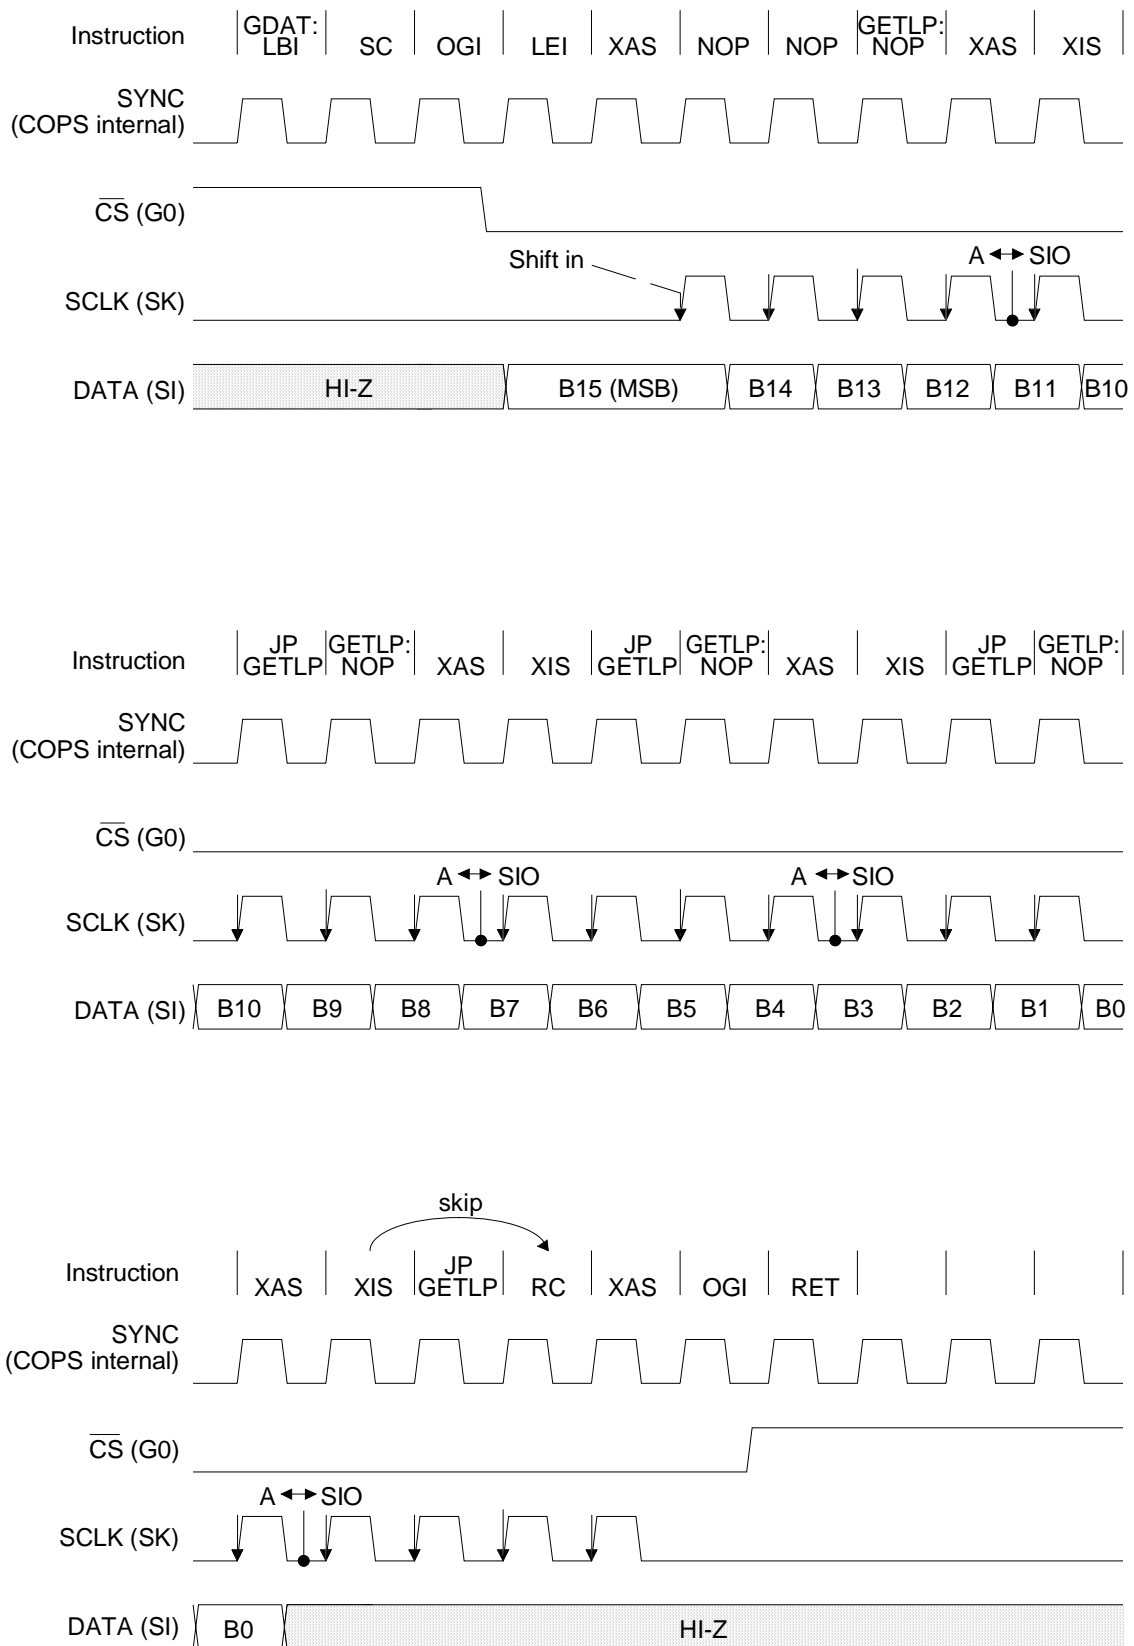 Instruction GDAT: LBI SC OGI LEI XAS NOP NOP GETLP: NOP XAS XIS
SYNC
(COPS internal)
CS (G0)
Shift in
A SIO
SCLK (SK)
DATA (SI) HI-Z B15 (MSB) B14 B13 B12 B11 B10
Instruction JP GETLP GETLP: NOP XAS XIS JP GETLP GETLP: NOP XAS XIS JP GETLP GETLP: NOP
SYNC
(COPS internal)
CS (G0)
A SIO A SIO
SCLK (SK)
DATA (SI) B10 B9 B8 B7 B6 B5 B4 B3 B2 B1 B0
skip
Instruction XAS XIS JP GETLP RC XAS OGI RET
SYNC
(COPS internal)
CS (G0)
A SIO
SCLK (SK)
DATA (SI) B0 HI-Z